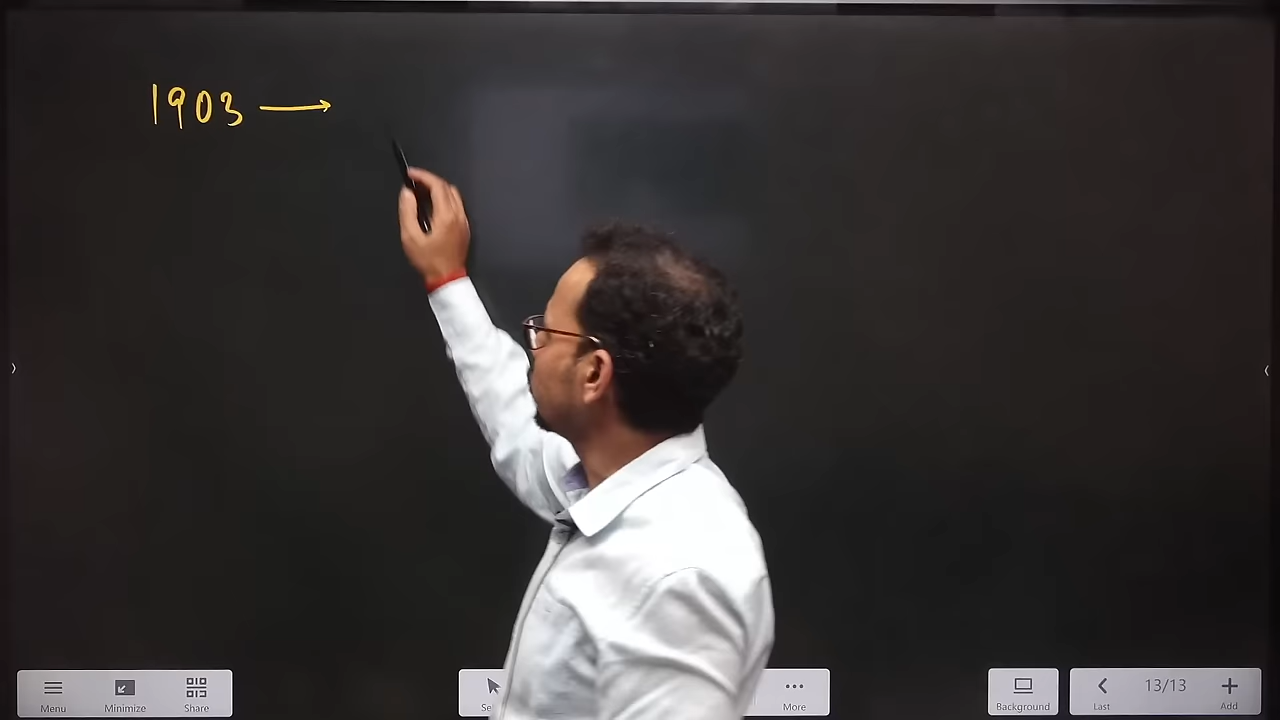 1903 →
Menu
Minimize
Share
More
Background
Last
13/13
Add